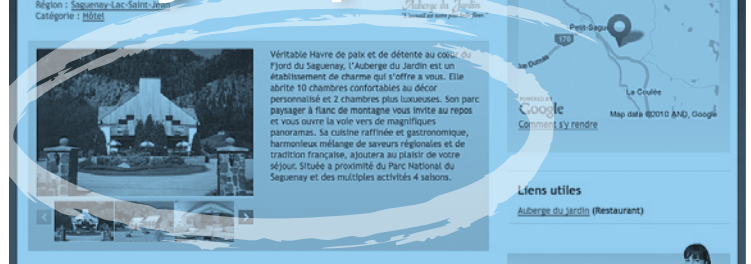 Région : Saguenay-Lac-Saint-Jean
Catégorie : Hôtel
Auberge du Jardin
Véritable Havre de paix et de détente au coeur du
Fjord du Saguenay, l'Auberge du Jardin est un
établissement de charme qui s'offre a vous. Elle
abrite 10 chambres confortables au décor
personnalisé et 2 chambres plus luxueuses. Son parc
paysager à flanc de montagne vous invite au repos
et vous ouvre la voie vers de magnifiques
panoramas. Sa cuisine raffinée et gastronomique,
harmonieux mélange de saveurs régionales et de
tradition française, ajoutera au plaisir de votre
séjour. Située a proximité du Parc National du
Saguenay et des multiples activités 4 saisons.
Petit-Sagu
170
La Coulée
POWERED BY
Google
Map data ©2010 AND, Google
Comment s'y rendre
Liens utiles
Auberge du jardin (Restaurant)